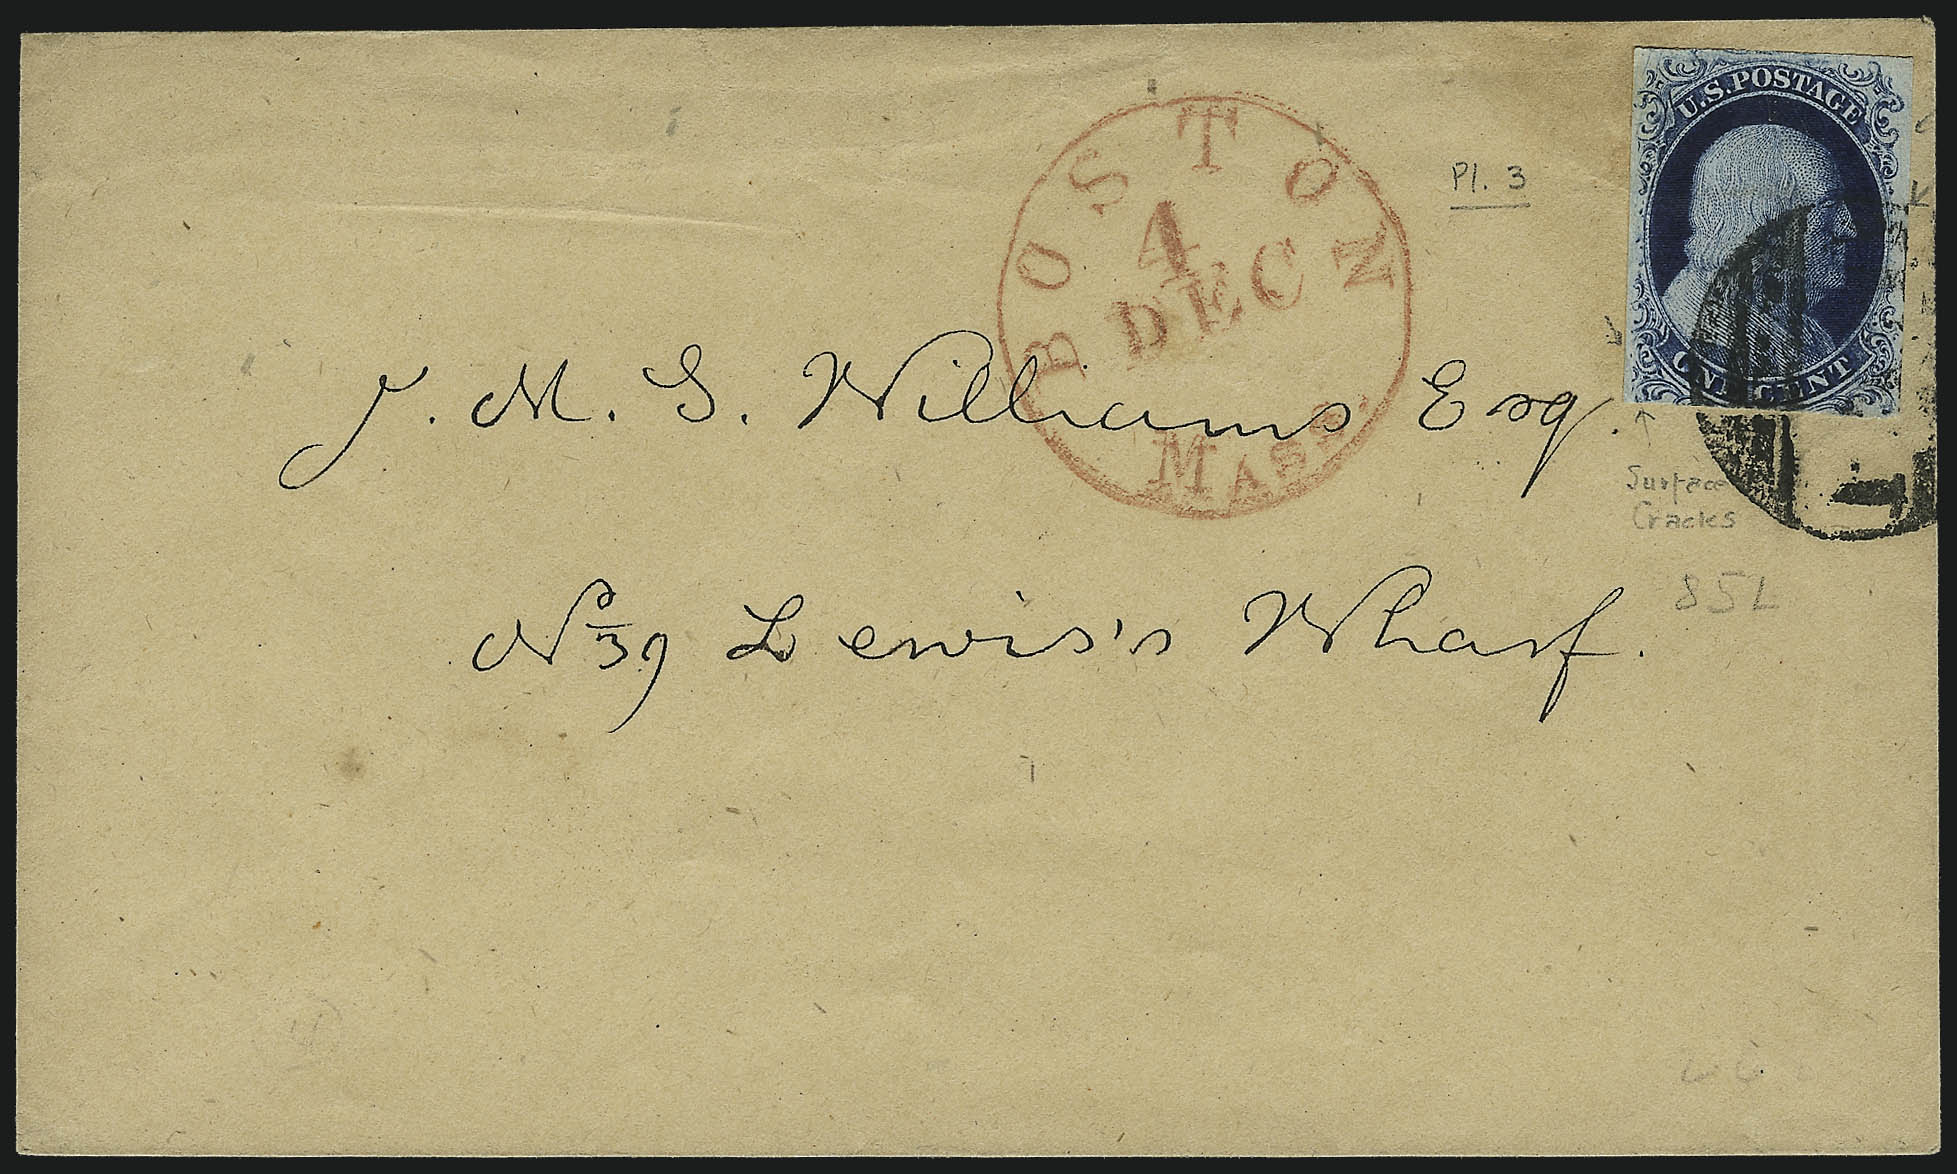 U.S. POSTAGE
ONE CENT
BOSTON
4
DEC
MASS.
Pl. 3
J. M. S. Williams Esq.
Surface
Cracks
85L
No 39 Lewis's Wharf.